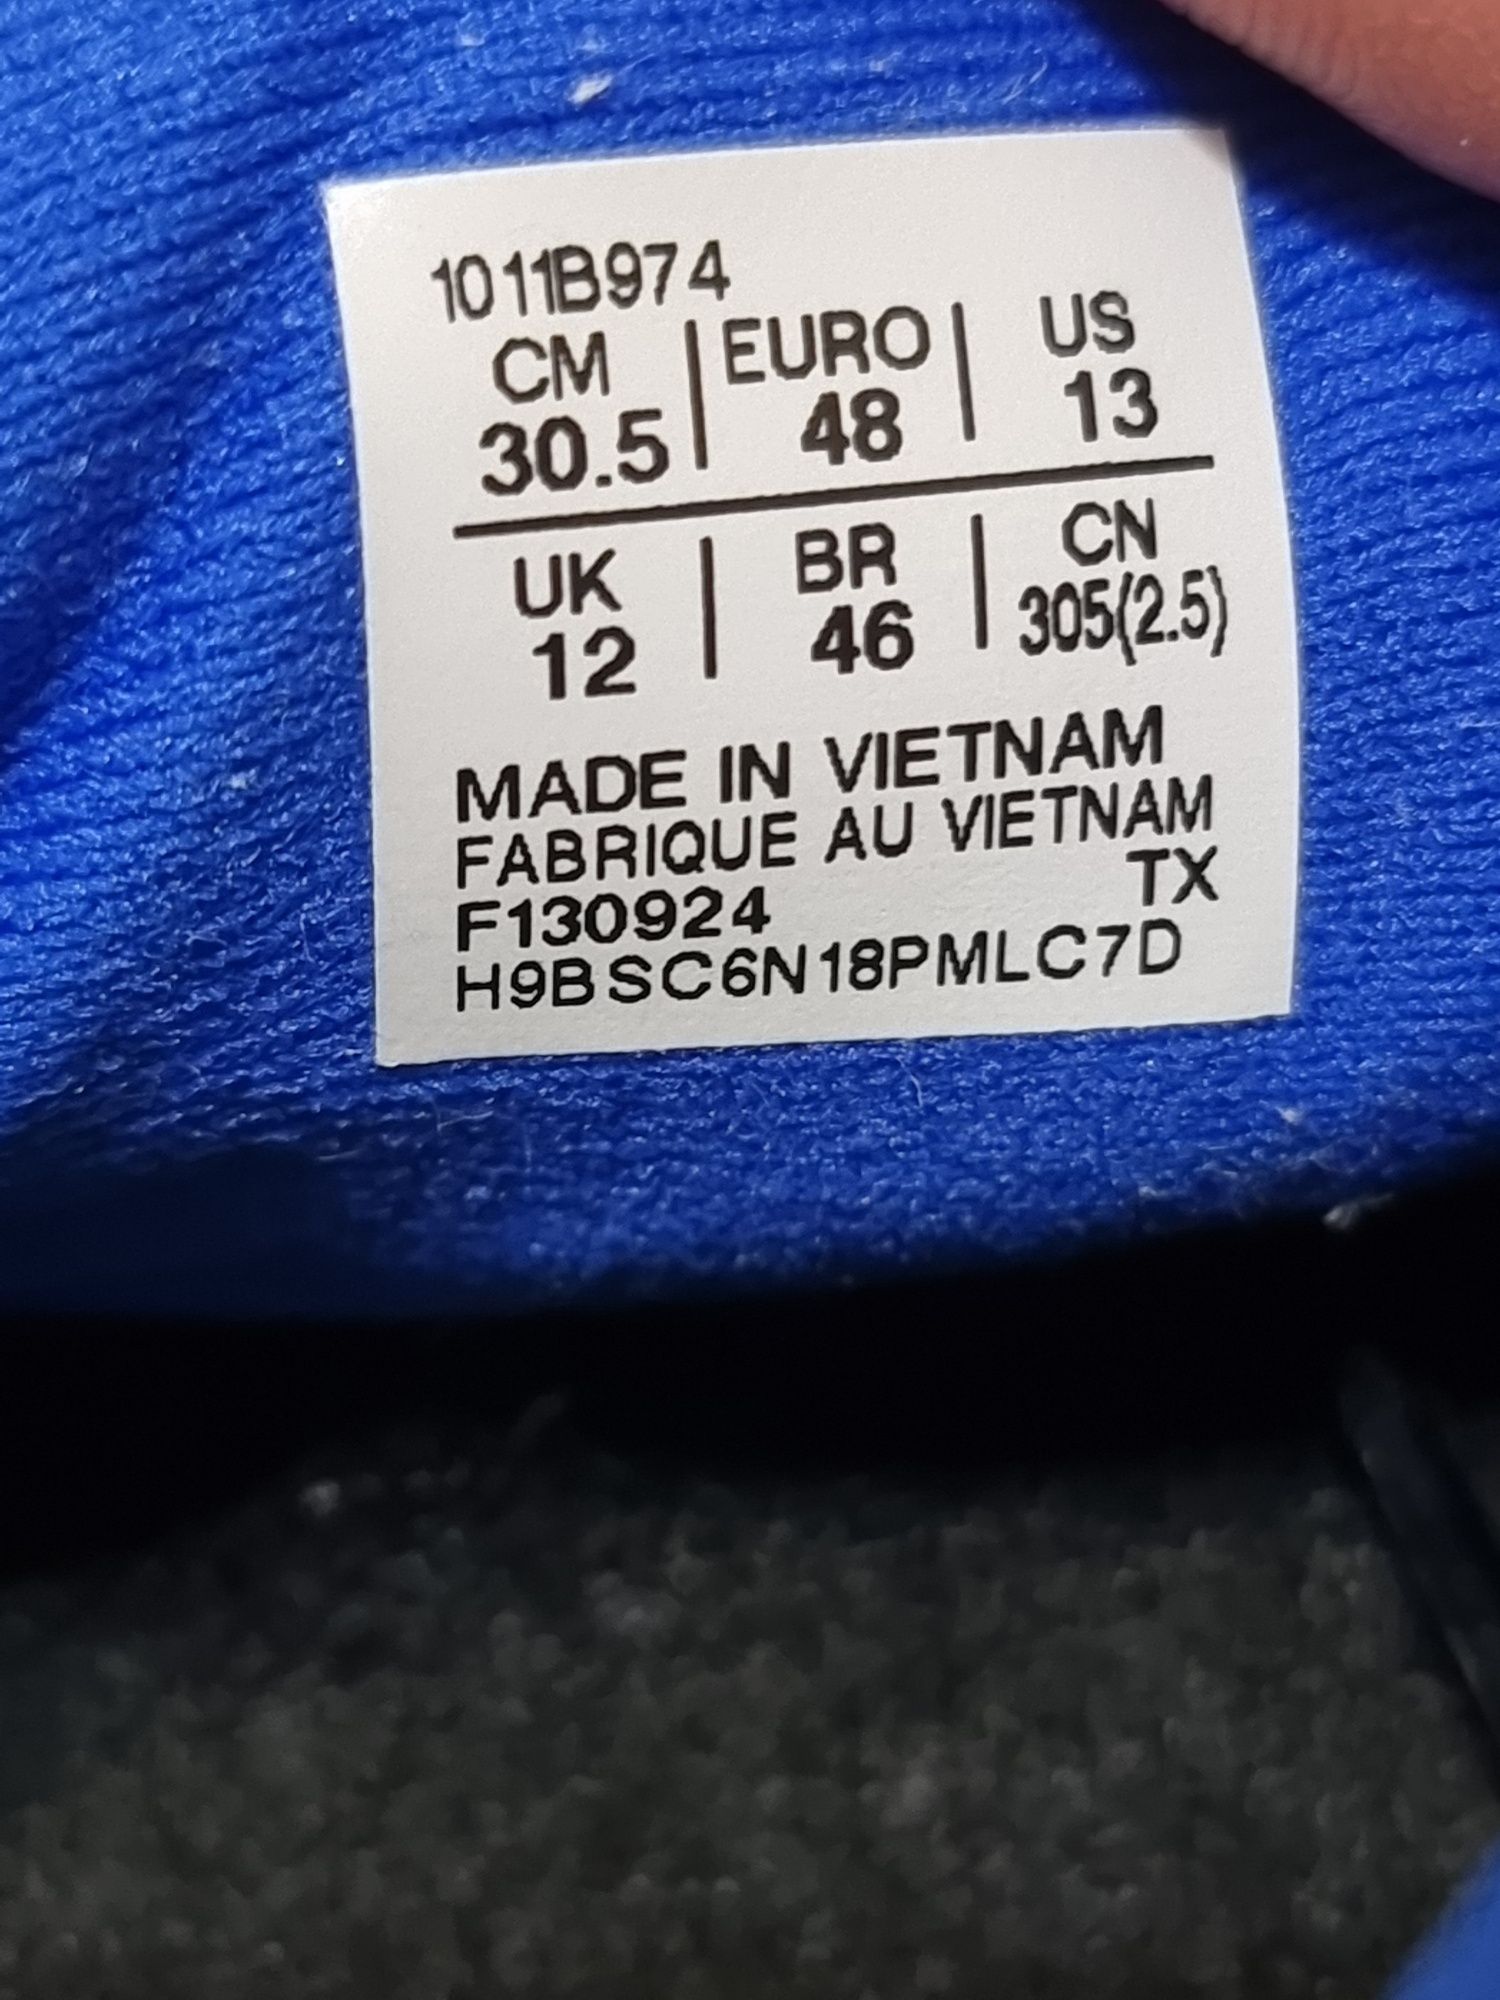 1011B974
CM | EURO | US
30.5 | 48 | 13
UK | BR | CN
12 | 46 | 305(2.5)
MADE IN VIETNAM
FABRIQUE AU VIETNAM
F130924 TX
H9BSC6N18PMLC7D